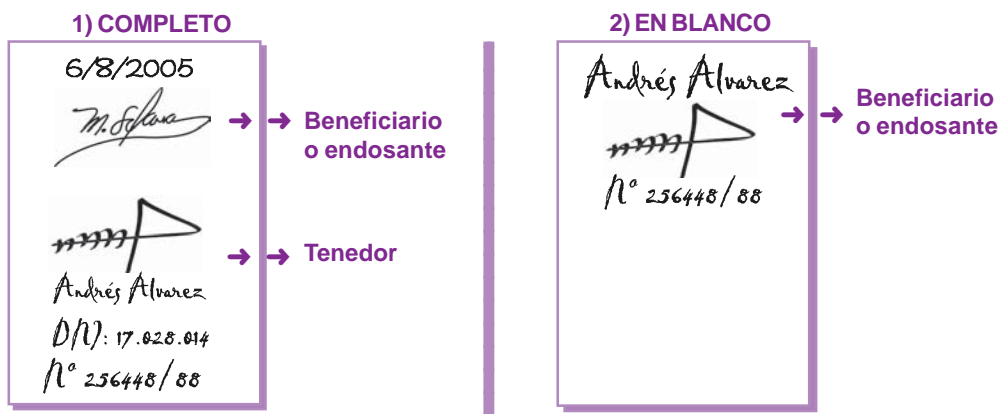 1) COMPLETO
6/8/2005
Beneficiario
o endosante
Tenedor
Andrés Alvarez
DNI: 17.028.014
Nº 256448/88
2) EN BLANCO
Andrés Alvarez
Nº 256448/88
Beneficiario
o endosante